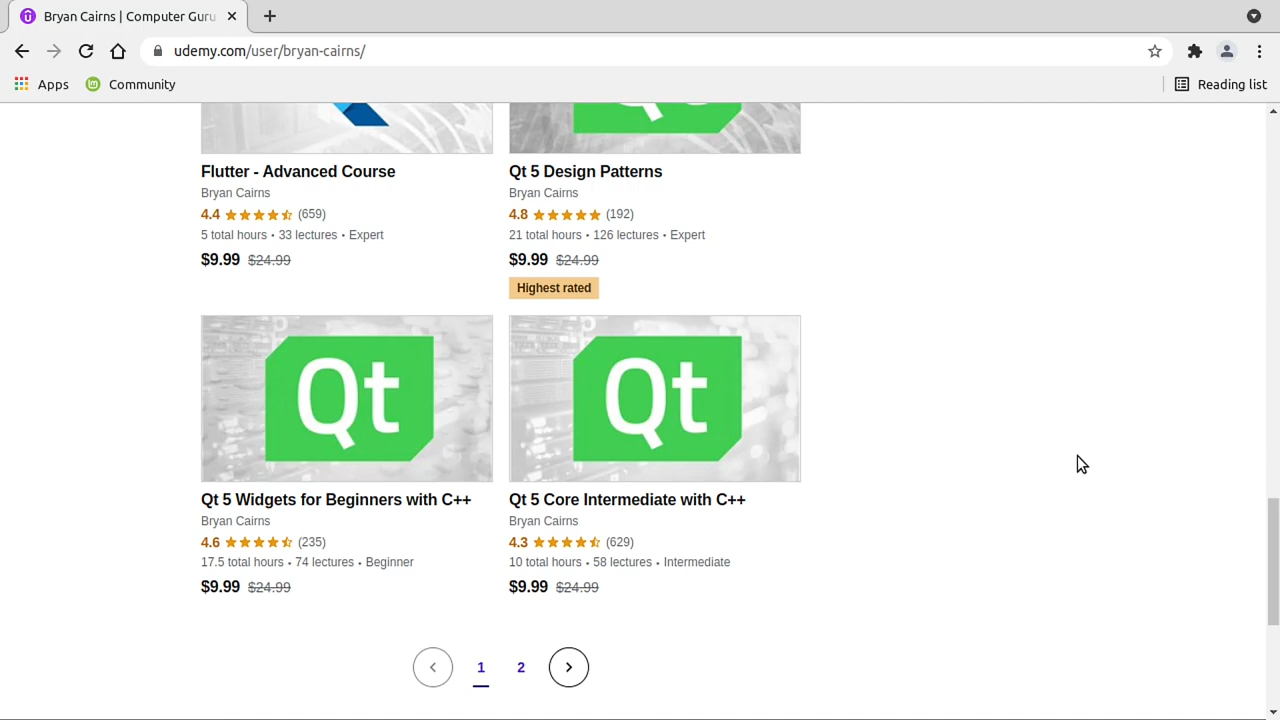 Bryan Cairns | Computer Guru
udemy.com/user/bryan-cairns/
Apps
Community
Reading list
Flutter - Advanced Course
Bryan Cairns
4.4 (659)
5 total hours • 33 lectures • Expert
$9.99 $24.99
Qt 5 Design Patterns
Bryan Cairns
4.8 (192)
21 total hours • 126 lectures • Expert
$9.99 $24.99
Highest rated
Qt
Qt 5 Widgets for Beginners with C++
Bryan Cairns
4.6 (235)
17.5 total hours • 74 lectures • Beginner
$9.99 $24.99
Qt
Qt 5 Core Intermediate with C++
Bryan Cairns
4.3 (629)
10 total hours • 58 lectures • Intermediate
$9.99 $24.99
1 2